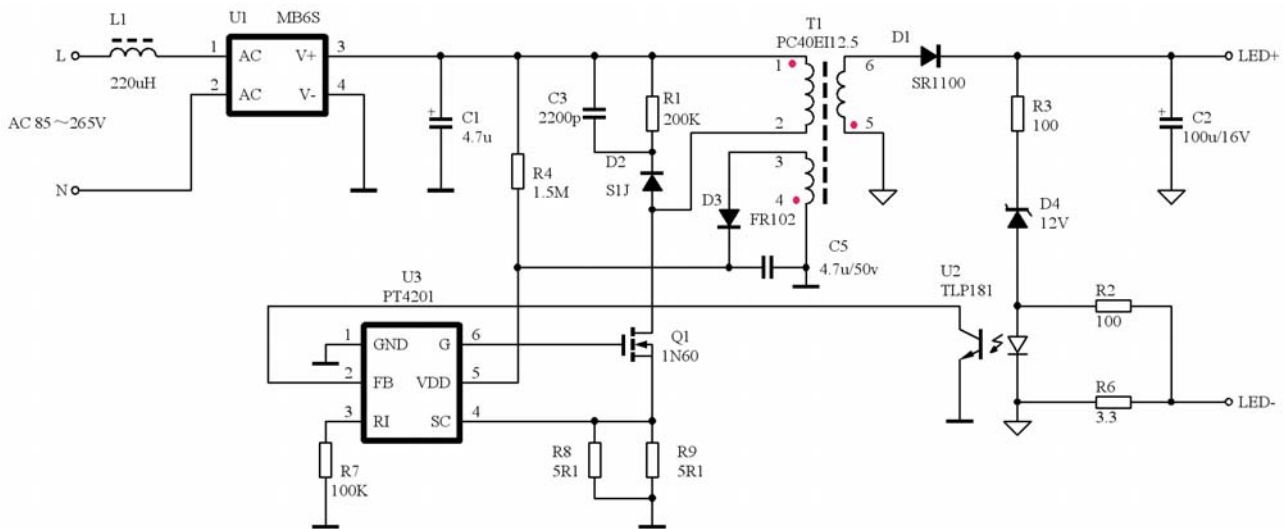 L1
U1 MB6S
T1
PC40EI12.5
D1
L
220uH
1 AC V+ 3
2 AC V- 4
AC 85～265V
N
+
C1
4.7u
C3
2200p
R1
200K
1
2
6
5
SR1100
LED+
R3
100
+
C2
100u/16V
R4
1.5M
D2
S1J
3
4
D3
FR102
D4
12V
C5
4.7u/50v
U3
PT4201
U2
TLP181
R2
100
1 GND G 6
2 FB VDD 5
3 RI SC 4
Q1
1N60
R6
3.3
LED-
R7
100K
R8
5R1
R9
5R1